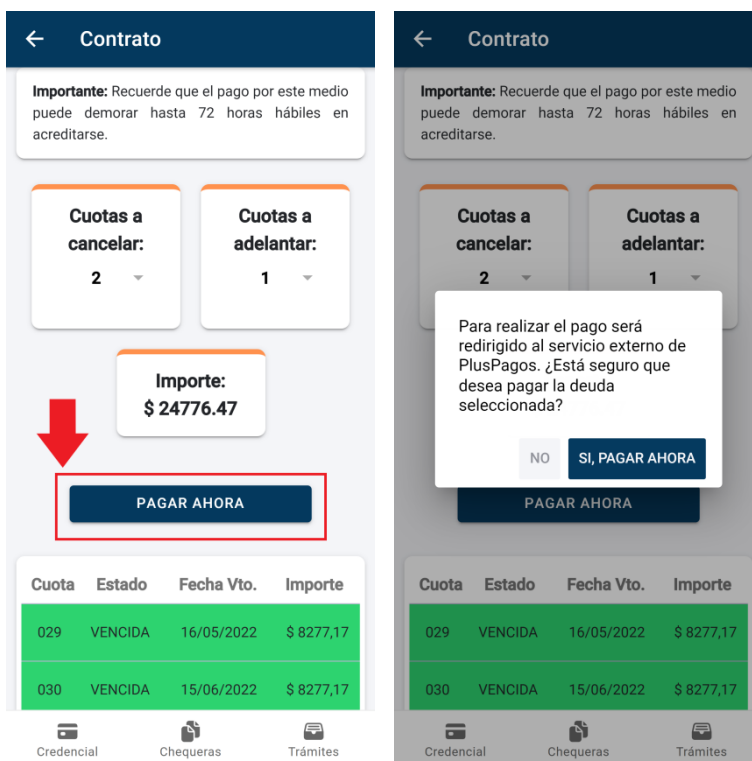 Contrato
Importante: Recuerde que el pago por este medio
puede demorar hasta 72 horas hábiles en
acreditarse.
Cuotas a
cancelar:
2
Cuotas a
adelantar:
1
Importe:
$ 24776.47
PAGAR AHORA
Cuota Estado Fecha Vto. Importe
029 VENCIDA 16/05/2022 $ 8277,17
030 VENCIDA 15/06/2022 $ 8277,17
Credencial Chequeras Trámites
Contrato
Importante: Recuerde que el pago por este medio
puede demorar hasta 72 horas hábiles en
acreditarse.
Cuotas a
cancelar:
2
Cuotas a
adelantar:
1
Para realizar el pago será
redirigido al servicio externo de
PlusPagos. ¿Está seguro que
desea pagar la deuda
seleccionada?
NO SI, PAGAR AHORA
PAGAR AHORA
Cuota Estado Fecha Vto. Importe
029 VENCIDA 16/05/2022 $ 8277,17
030 VENCIDA 15/06/2022 $ 8277,17
Credencial Chequeras Trámites